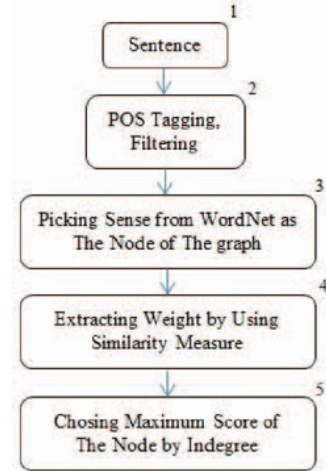 1
Sentence
2
POS Tagging,
Filtering
3
Picking Sense from WordNet as
The Node of The graph
4
Extracting Weight by Using
Similarity Measure
5
Chosing Maximum Score of
The Node by Indegree